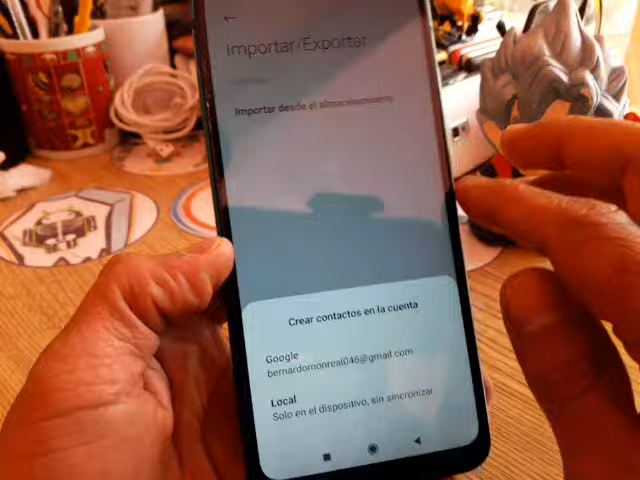 Importar/Exportar
Importar desde el almacenamiento
Crear contactos en la cuenta
Google
bernardomonreal046@gmail.com
Local
Solo en el dispositivo, sin sincronizar